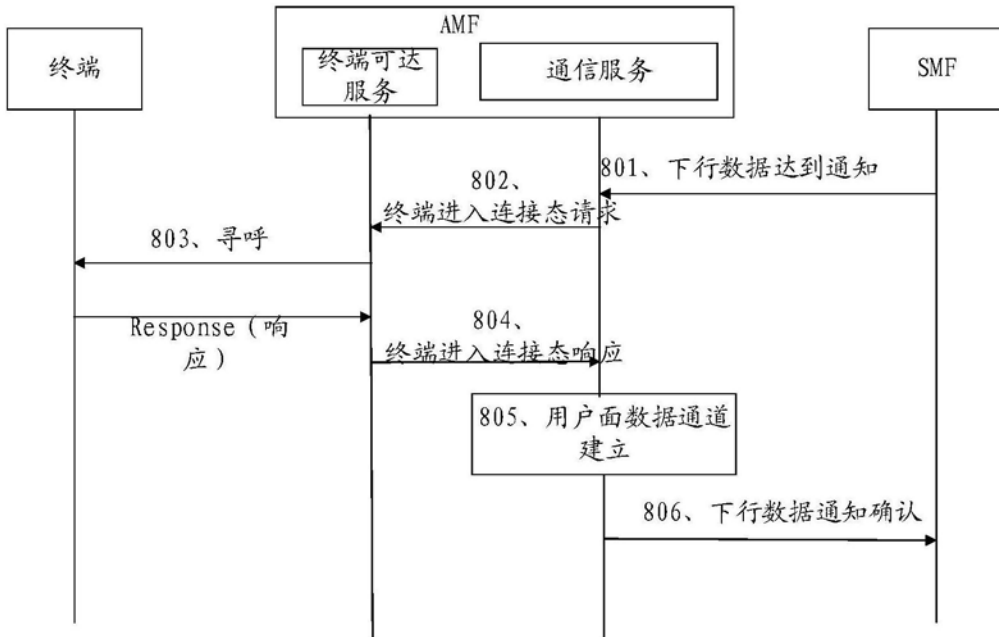 AMF
终端
终端可达
服务
通信服务
SMF
801、下行数据达到通知
802、
终端进入连接态请求
803、寻呼
Response（响
应）
804、
终端进入连接态响应
805、用户面数据通道
建立
806、下行数据通知确认